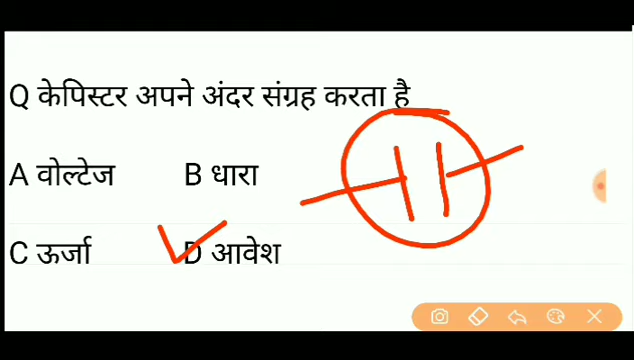 Q केपिस्टर अपने अंदर संग्रह करता है
A वोल्टेज B धारा
C ऊर्जा D आवेश